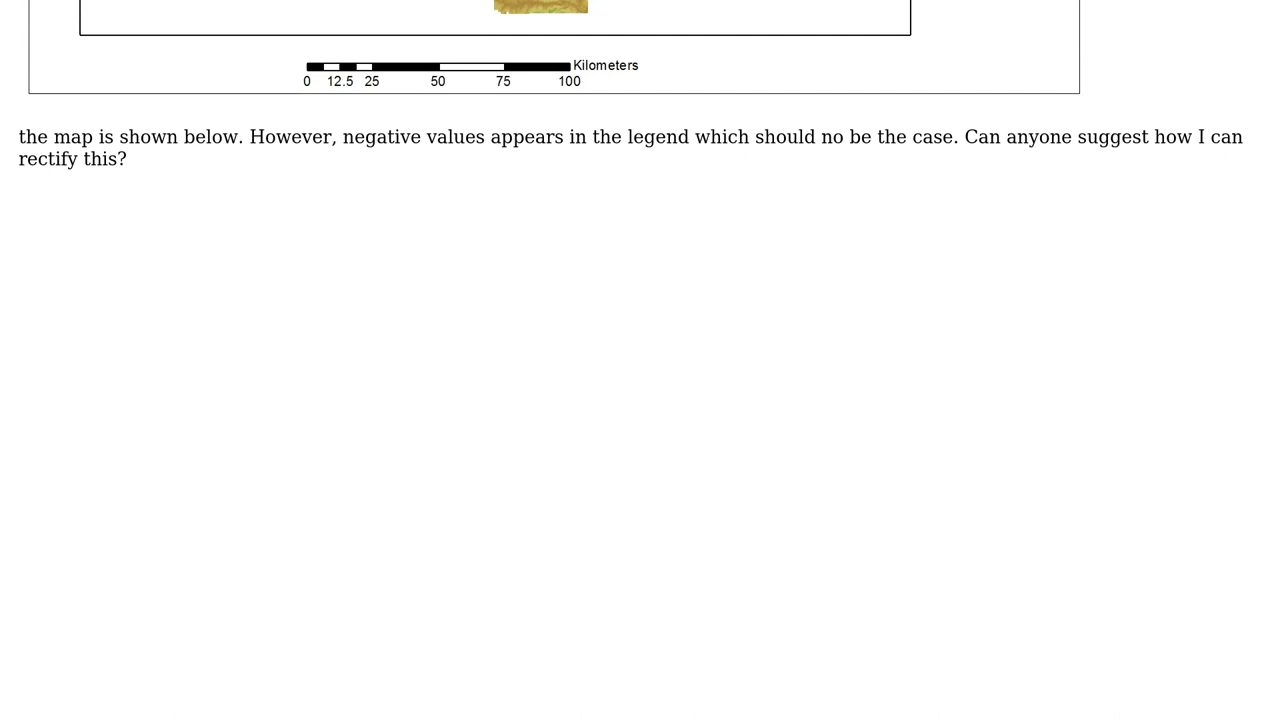 Kilometers
0 12.5 25 50 75 100
the map is shown below. However, negative values appears in the legend which should no be the case. Can anyone suggest how I can
rectify this?